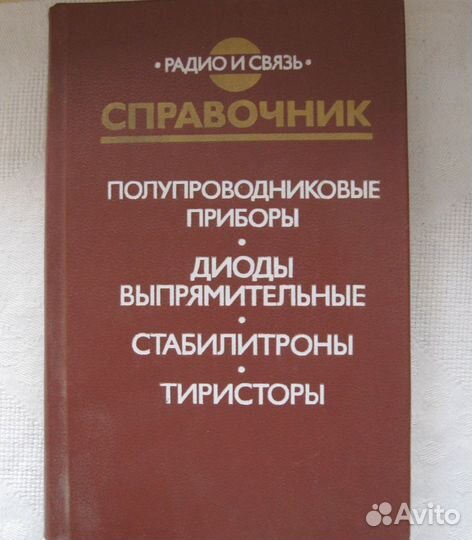 • РАДИО И СВЯЗЬ •
СПРАВОЧНИК
ПОЛУПРОВОДНИКОВЫЕ
ПРИБОРЫ
•
ДИОДЫ
ВЫПРЯМИТЕЛЬНЫЕ
•
СТАБИЛИТРОНЫ
•
ТИРИСТОРЫ
Avito